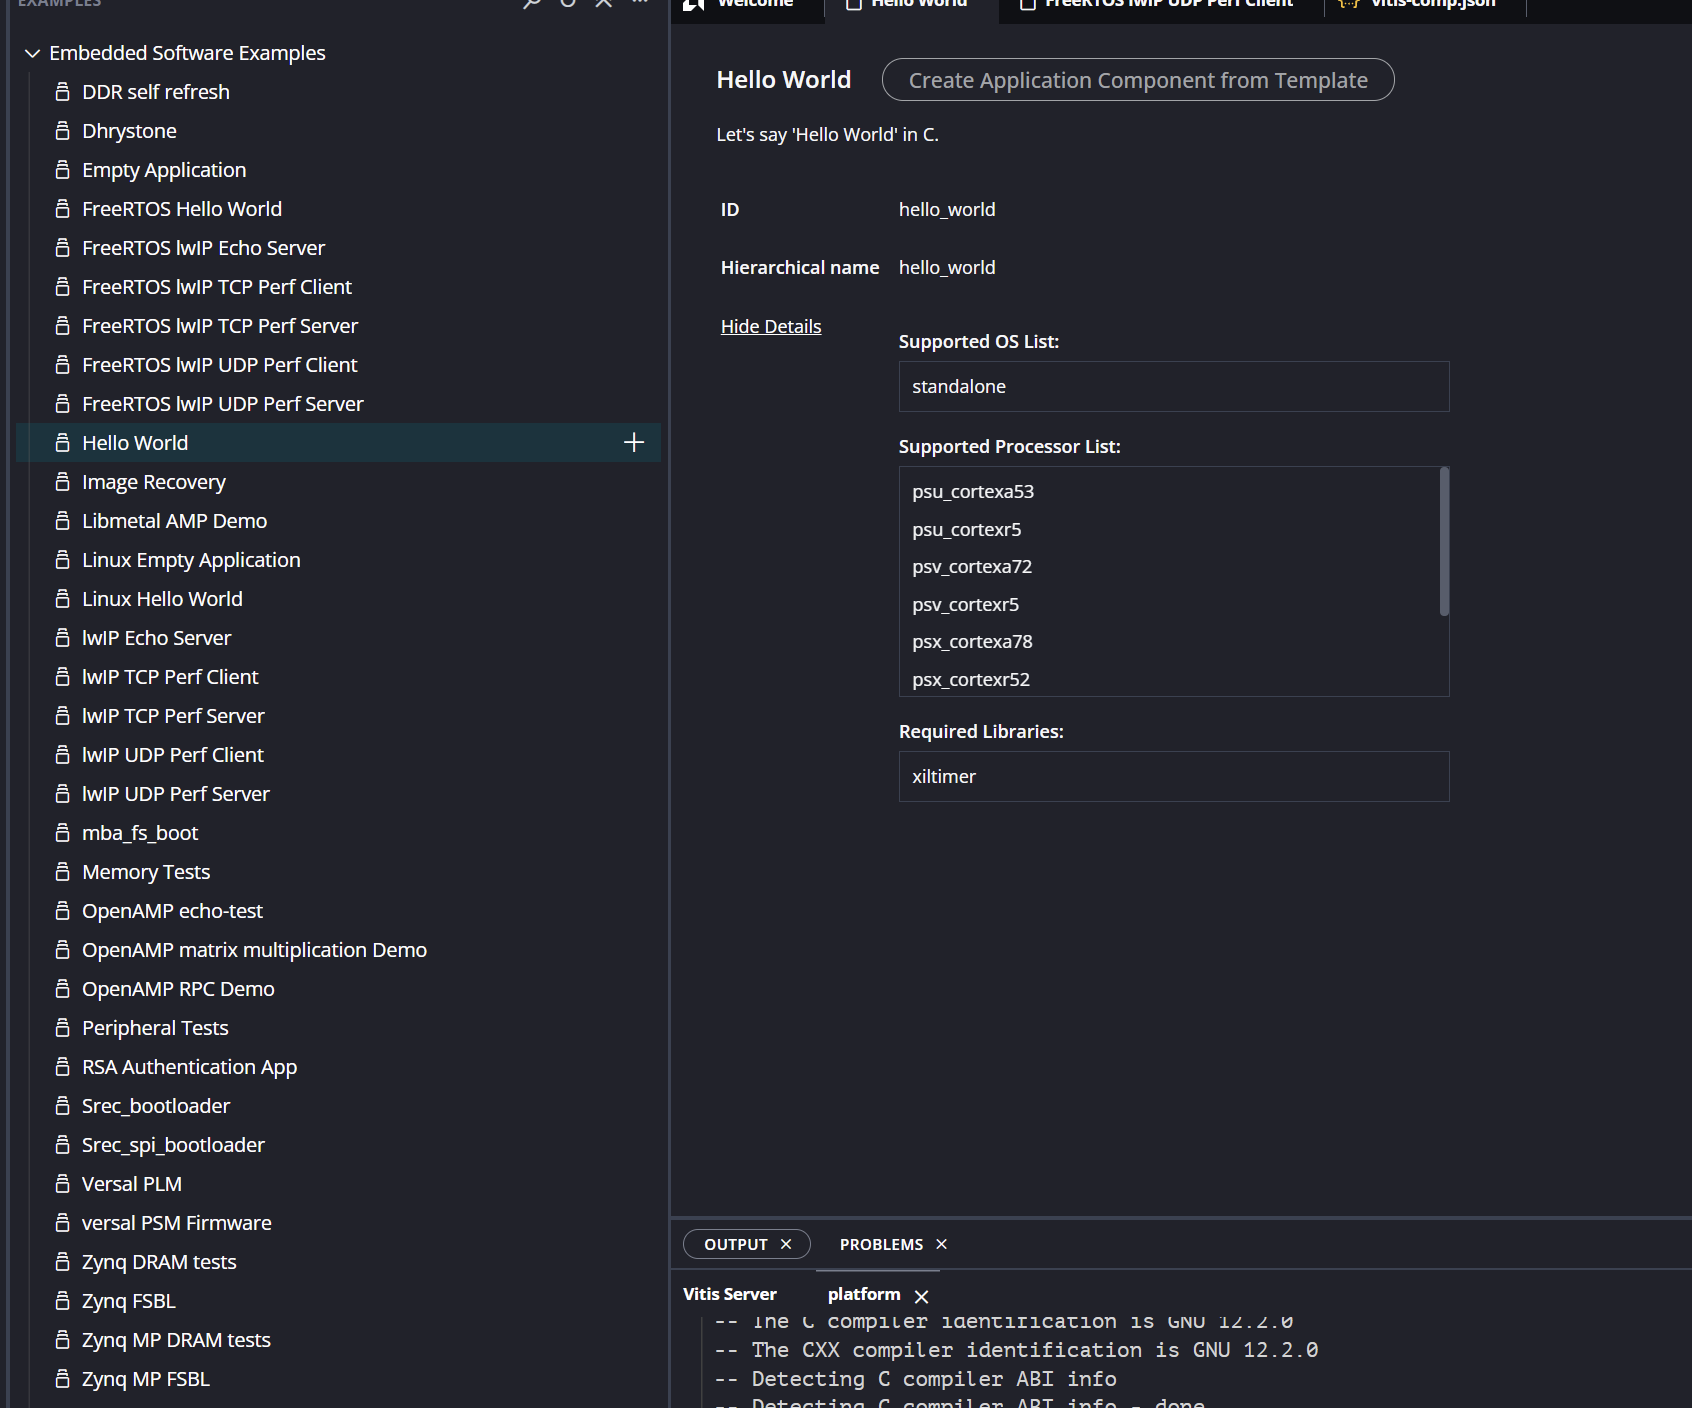 EXAMPLES
Embedded Software Examples
DDR self refresh
Dhrystone
Empty Application
FreeRTOS Hello World
FreeRTOS lwIP Echo Server
FreeRTOS lwIP TCP Perf Client
FreeRTOS lwIP TCP Perf Server
FreeRTOS lwIP UDP Perf Client
FreeRTOS lwIP UDP Perf Server
Hello World
Image Recovery
Libmetal AMP Demo
Linux Empty Application
Linux Hello World
lwIP Echo Server
lwIP TCP Perf Client
lwIP TCP Perf Server
lwIP UDP Perf Client
lwIP UDP Perf Server
mba_fs_boot
Memory Tests
OpenAMP echo-test
OpenAMP matrix multiplication Demo
OpenAMP RPC Demo
Peripheral Tests
RSA Authentication App
Srec_bootloader
Srec_spi_bootloader
Versal PLM
versal PSM Firmware
Zynq DRAM tests
Zynq FSBL
Zynq MP DRAM tests
Zynq MP FSBL
Welcome Hello World FreeRTOS lwIP UDP Perf Client {..} vitis-comp.json
Hello World Create Application Component from Template
Let's say 'Hello World' in C.
ID hello_world
Hierarchical name hello_world
Hide Details
Supported OS List:
standalone
Supported Processor List:
psu_cortexa53
psu_cortexr5
psv_cortexa72
psv_cortexr5
psx_cortexa78
psx_cortexr52
Required Libraries:
xiltimer
OUTPUT PROBLEMS
Vitis Server platform
-- The C compiler identification is GNU 12.2.0
-- The CXX compiler identification is GNU 12.2.0
-- Detecting C compiler ABI info
-- Detecting C compiler ABI info - done